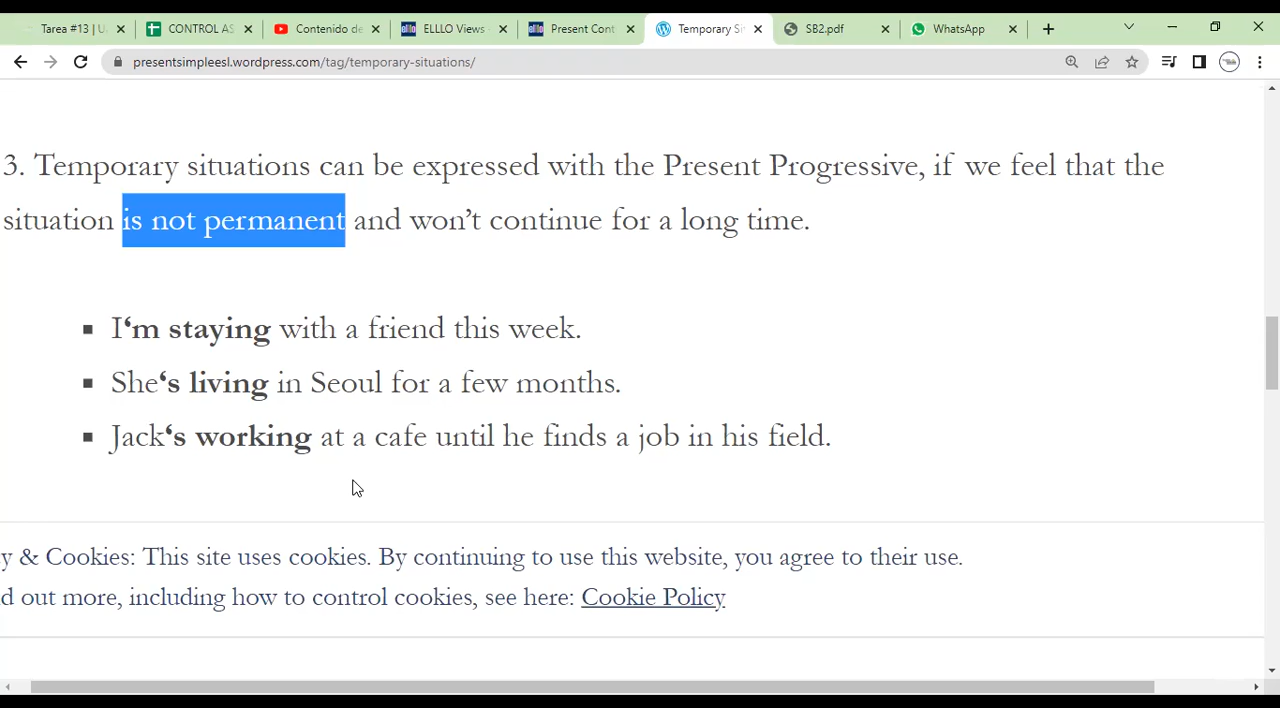 Tarea #13 | U
CONTROL AS
Contenido de
ELLLO Views -
Present Cont
Temporary Si
SB2.pdf
WhatsApp
presentsimpleesl.wordpress.com/tag/temporary-situations/
3. Temporary situations can be expressed with the Present Progressive, if we feel that the
situation is not permanent and won’t continue for a long time.
▪ I‘m staying with a friend this week.
▪ She‘s living in Seoul for a few months.
▪ Jack‘s working at a cafe until he finds a job in his field.
y & Cookies: This site uses cookies. By continuing to use this website, you agree to their use.
d out more, including how to control cookies, see here: Cookie Policy